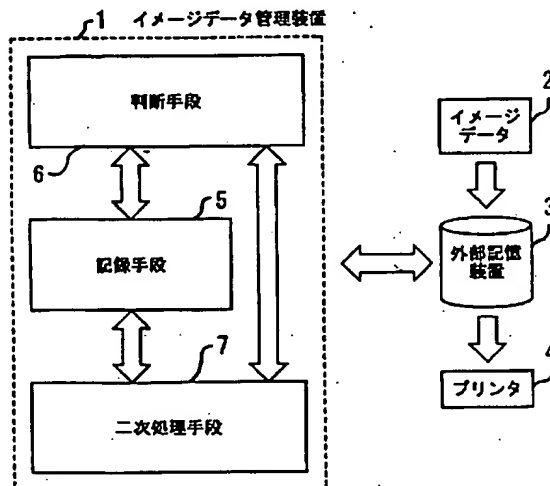 1 イメージデータ管理装置
判断手段
6
5
記録手段
7
二次処理手段
2
イメージ
データ
3
外部記憶
装置
4
プリンタ